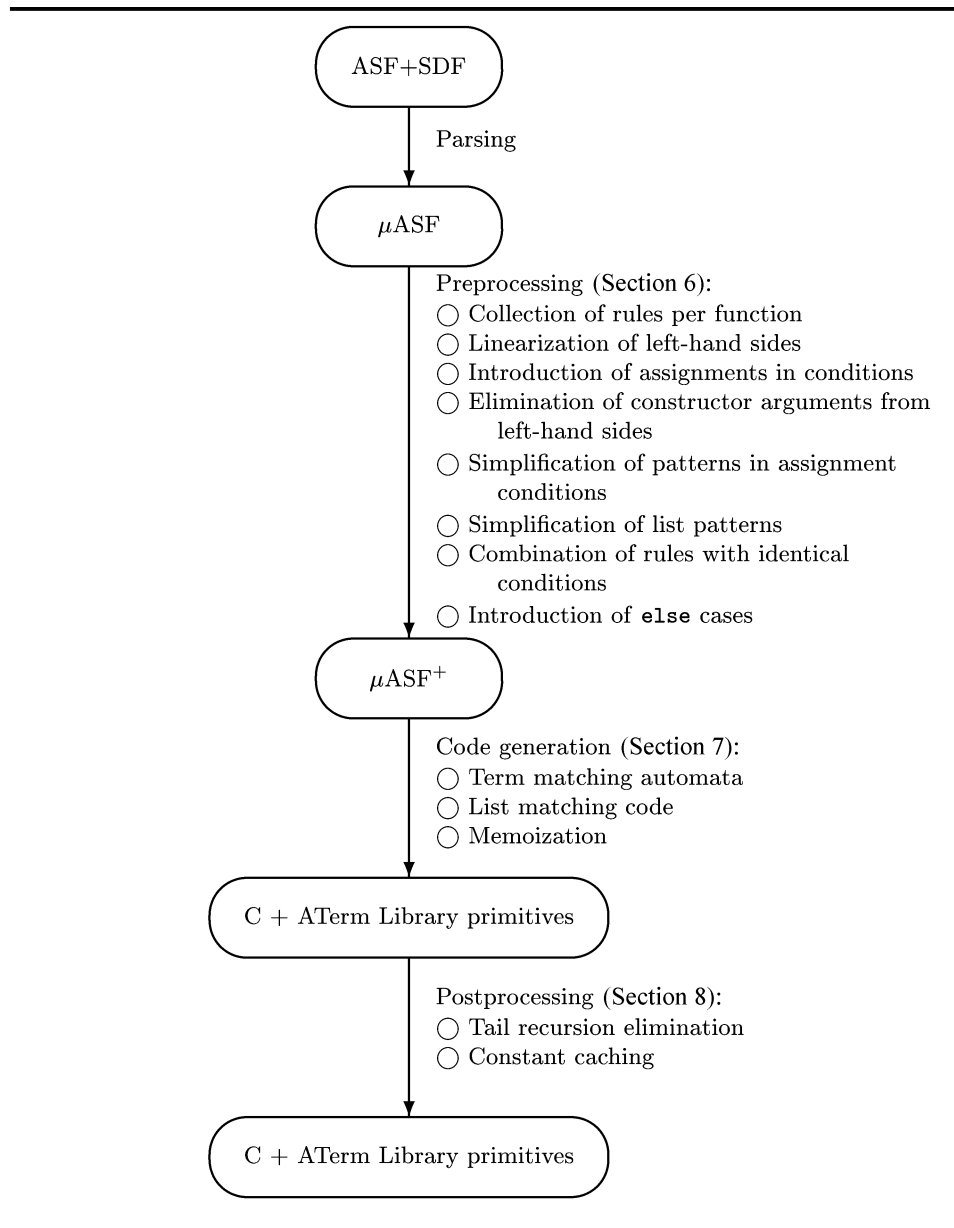 ASF+SDF
Parsing
μASF
Preprocessing (Section 6):
○ Collection of rules per function
○ Linearization of left-hand sides
○ Introduction of assignments in conditions
○ Elimination of constructor arguments from
left-hand sides
○ Simplification of patterns in assignment
conditions
○ Simplification of list patterns
○ Combination of rules with identical
conditions
○ Introduction of else cases
μASF⁺
Code generation (Section 7):
○ Term matching automata
○ List matching code
○ Memoization
C + ATerm Library primitives
Postprocessing (Section 8):
○ Tail recursion elimination
○ Constant caching
C + ATerm Library primitives